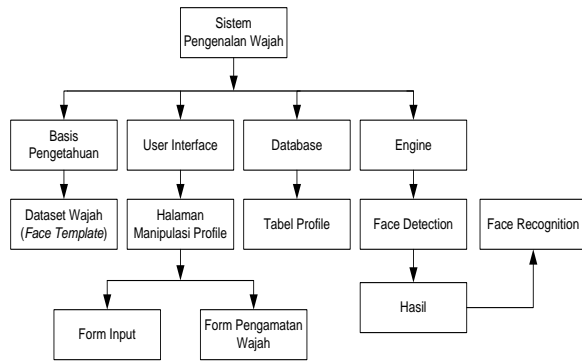 Sistem
Pengenalan Wajah
Basis
Pengetahuan
User Interface
Database
Engine
Dataset Wajah
(Face Template)
Halaman
Manipulasi Profile
Tabel Profile
Face Detection
Face Recognition
Hasil
Form Input
Form Pengamatan
Wajah